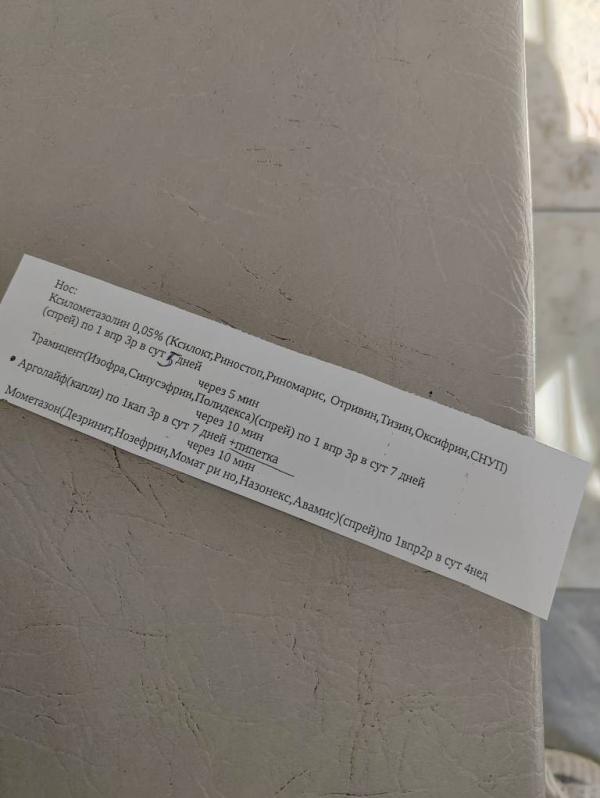 Нос:
Ксилометазолин 0,05% (Ксилокт,Риностоп,Риномарис, Отривин,Тизин,Оксифрин,СНУП)
(спрей) по 1 впр 3р в сут 5 дней
через 5 мин
Трамицент(Изофра,Синусэфрин,Полидекса)(спрей) по 1 впр 3р в сут 7 дней
через 10 мин
• Арголайф(капли) по 1кап 3р в сут 7 дней +пипетка
через 10 мин
Мометазон(Дезринит,Нозефрин,Момат ри но,Назонекс,Авамис)(спрей)по 1впр2р в сут 4нед